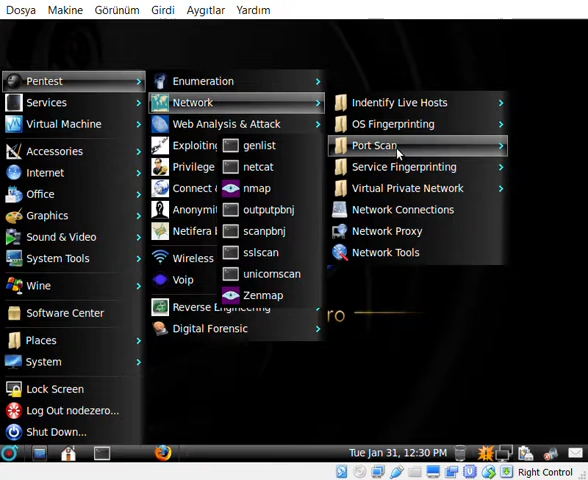 Dosya Makine Görünüm Girdi Aygıtlar Yardım
Pentest
Services
Virtual Machine
Accessories
Internet
Office
Graphics
Sound & Video
System Tools
Wine
Software Center
Places
System
Lock Screen
Log Out nodezero...
Shut Down...
Enumeration
Network
Web Analysis & Attack
Exploiting
Privilege
Connect
Anonymit
Netifera
Wireless
Voip
Reverse Engineering
Digital Forensic
genlist
netcat
nmap
outputpbnj
scanpbnj
sslscan
unicornscan
Zenmap
Indentify Live Hosts
OS Fingerprinting
Port Scan
Service Fingerprinting
Virtual Private Network
Network Connections
Network Proxy
Network Tools
ro
Tue Jan 31, 12:30 PM
Right Control